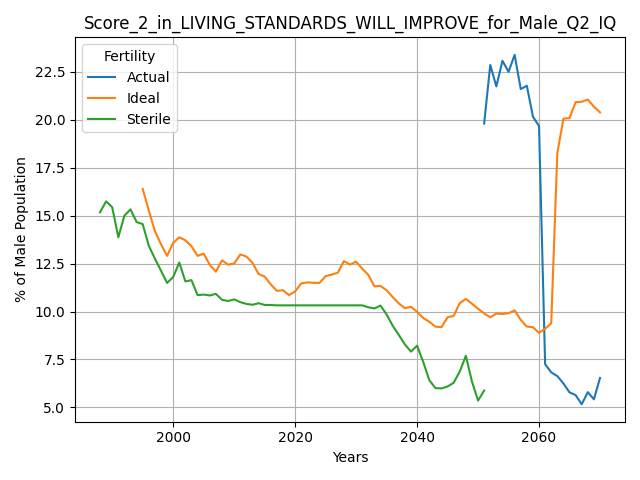 Score_2_in_LIVING_STANDARDS_WILL_IMPROVE_for_Male_Q2_IQ
Fertility
Actual
Ideal
Sterile
% of Male Population
22.5
20.0
17.5
15.0
12.5
10.0
7.5
5.0
2000 2020 2040 2060
Years